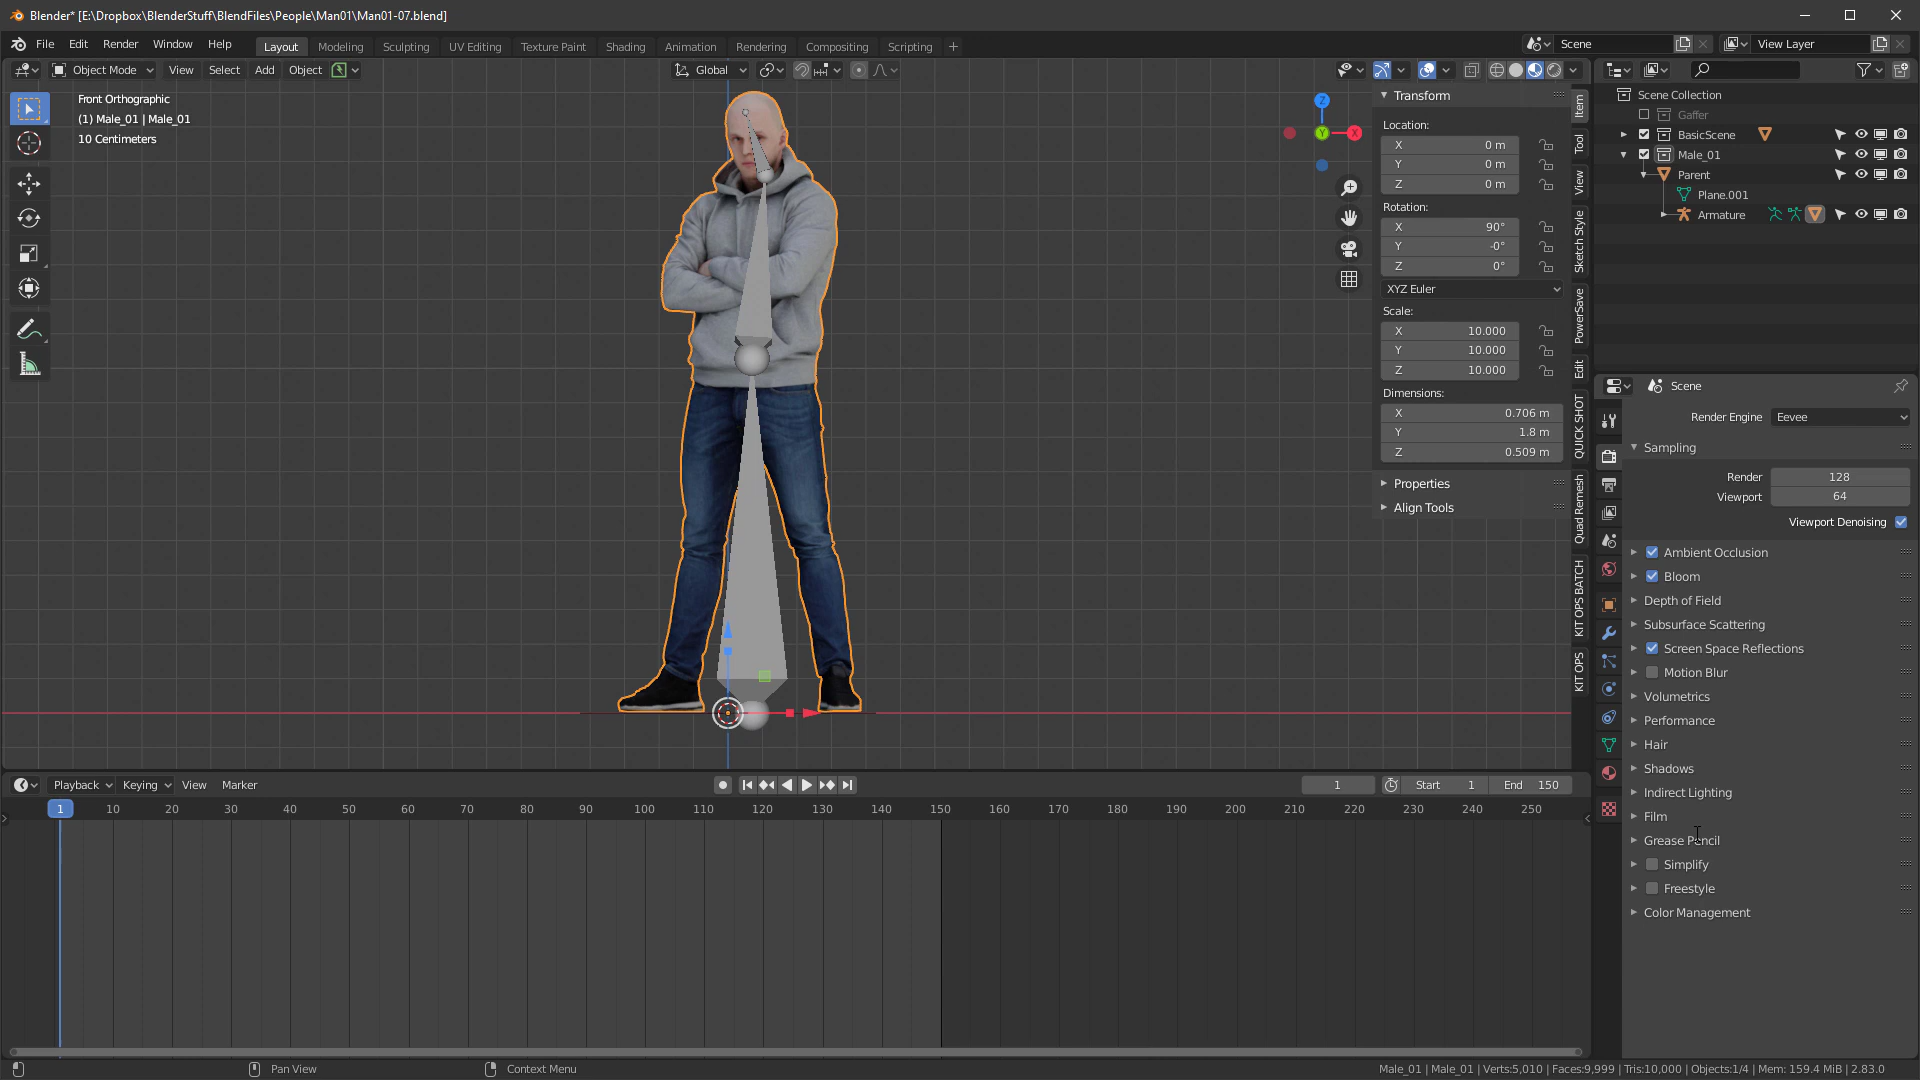 Blender* [E:\Dropbox\BlenderStuff\BlendFiles\People\Man01\Man01-07.blend]
File Edit Render Window Help Layout Modeling Sculpting UV Editing Texture Paint Shading Animation Rendering Compositing Scripting + Scene View Layer
Object Mode View Select Add Object Global
Front Orthographic
(1) Male_01 | Male_01
10 Centimeters
Z
Y
X
Transform
Location:
X 0 m
Y 0 m
Z 0 m
Rotation:
X 90°
Y -0°
Z 0°
XYZ Euler
Scale:
X 10.000
Y 10.000
Z 10.000
Dimensions:
X 0.706 m
Y 1.8 m
Z 0.509 m
Properties
Align Tools
Item
Tool
View
Sketch Style
PowerSave
Edit
QUICK SHOT
Quad Remesh
KIT OPS BATCH
KIT OPS
Scene Collection
Gaffer
BasicScene
Male_01
Parent
Plane.001
Armature
Scene
Render Engine Eevee
Sampling
Render 128
Viewport 64
Viewport Denoising
Ambient Occlusion
Bloom
Depth of Field
Subsurface Scattering
Screen Space Reflections
Motion Blur
Volumetrics
Performance
Hair
Shadows
Indirect Lighting
Film
Grease Pencil
Simplify
Freestyle
Color Management
Playback Keying View Marker 1 Start 1 End 150
1 10 20 30 40 50 60 70 80 90 100 110 120 130 140 150 160 170 180 190 200 210 220 230 240 250
Pan View Context Menu Male_01 | Male_01 | Verts:5,010 | Faces:9,999 | Tris:10,000 | Objects:1/4 | Mem: 159.4 MiB | 2.83.0